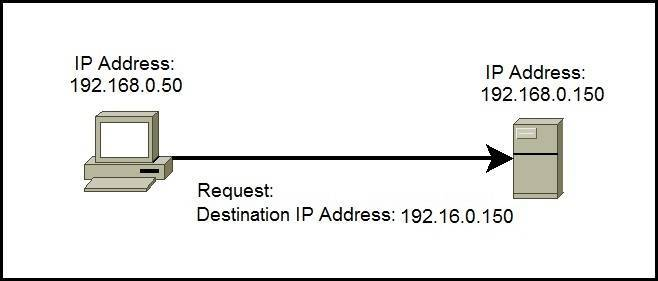 IP Address:
192.168.0.50
IP Address:
192.168.0.150
Request:
Destination IP Address: 192.16.0.150